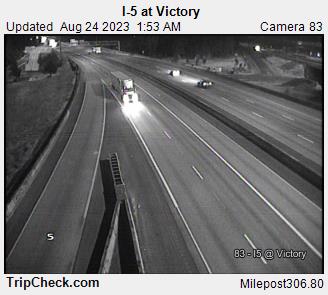 I-5 at Victory
Updated Aug 24 2023 1:53 AM Camera 83
S
83 - I5 @ Victory
TripCheck.com Milepost306.80